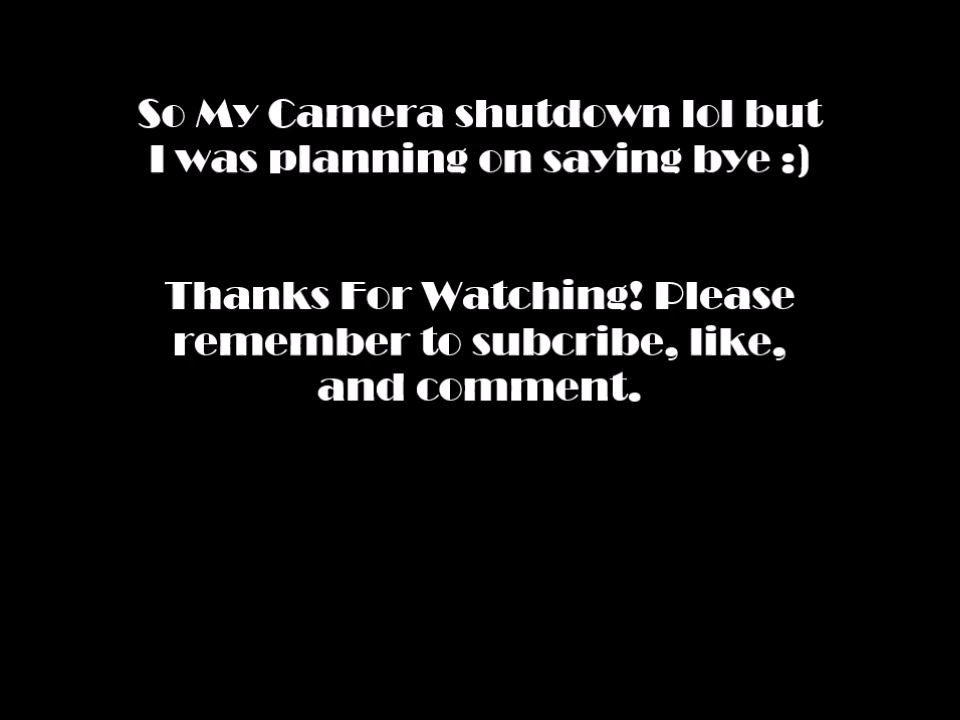 So My Camera shutdown lol but
I was planning on saying bye :)
Thanks For Watching! Please
remember to subcribe, like,
and comment.